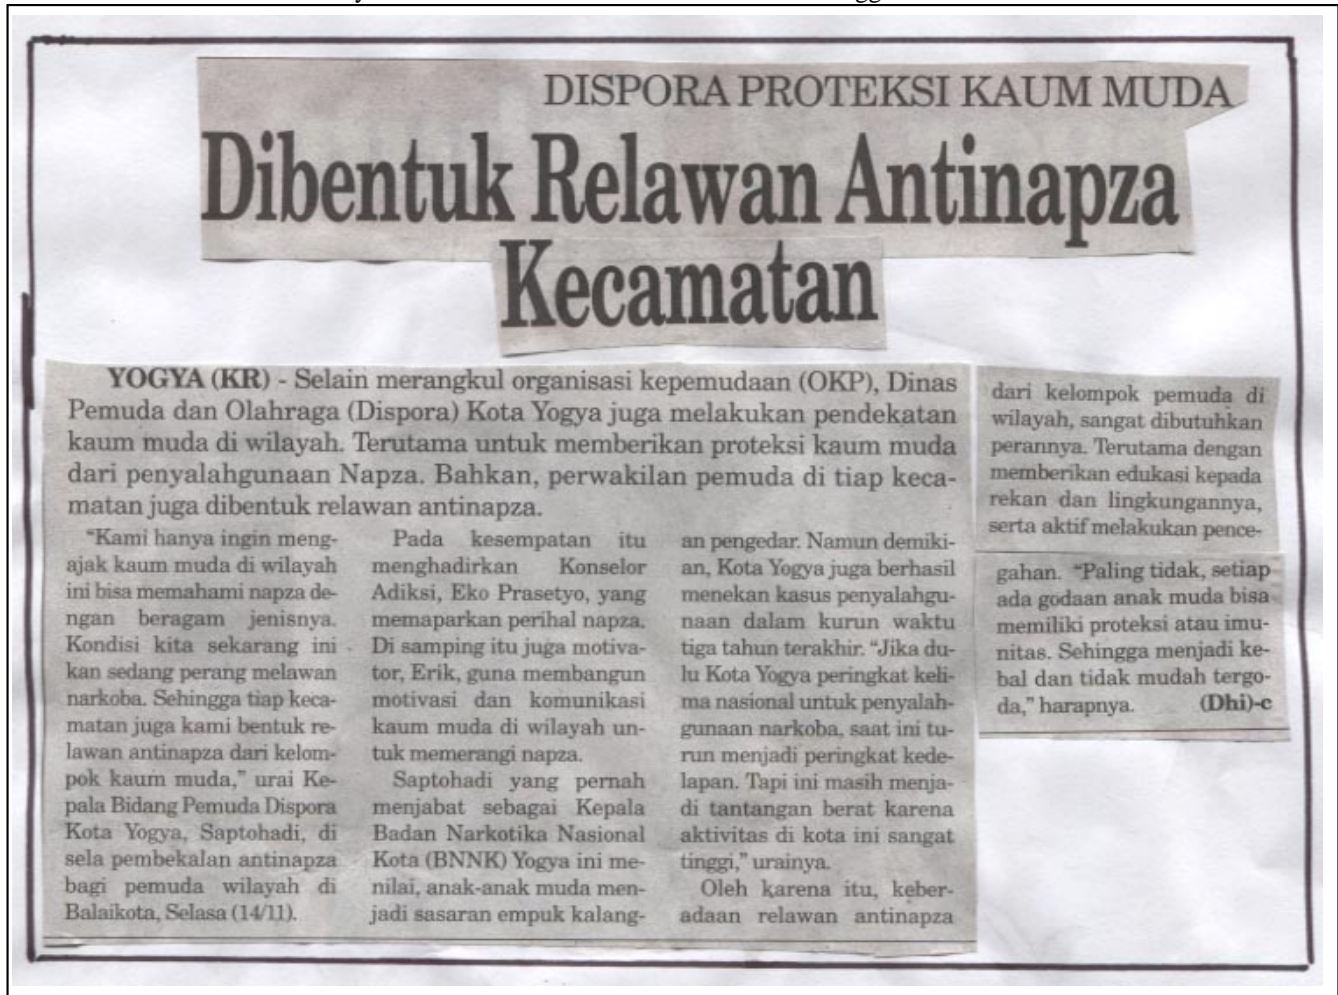 DISPORA PROTEKSI KAUM MUDA
Dibentuk Relawan Antinapza
Kecamatan
YOGYA (KR) - Selain merangkul organisasi kepemudaan (OKP), Dinas
Pemuda dan Olahraga (Dispora) Kota Yogya juga melakukan pendekatan
kaum muda di wilayah. Terutama untuk memberikan proteksi kaum muda
dari penyalahgunaan Napza. Bahkan, perwakilan pemuda di tiap keca-
matan juga dibentuk relawan antinapza.
"Kami hanya ingin meng-
ajak kaum muda di wilayah
ini bisa memahami napza de-
ngan beragam jenisnya.
Kondisi kita sekarang ini
kan sedang perang melawan
narkoba. Sehingga tiap keca-
matan juga kami bentuk re-
lawan antinapza dari kelom-
pok kaum muda," urai Ke-
pala Bidang Pemuda Dispora
Kota Yogya, Saptohadi, di
sela pembekalan antinapza
bagi pemuda wilayah di
Balaikota, Selasa (14/11).
Pada kesempatan itu
menghadirkan Konselor
Adiksi, Eko Prasetyo, yang
memaparkan perihal napza.
Di samping itu juga motiva-
tor, Erik, guna membangun
motivasi dan komunikasi
kaum muda di wilayah un-
tuk memerangi napza.
Saptohadi yang pernah
menjabat sebagai Kepala
Badan Narkotika Nasional
Kota (BNNK) Yogya ini me-
nilai, anak-anak muda men-
jadi sasaran empuk kalang-
an pengedar. Namun demiki-
an, Kota Yogya juga berhasil
menekan kasus penyalahgu-
naan dalam kurun waktu
tiga tahun terakhir. "Jika du-
lu Kota Yogya peringkat keli-
ma nasional untuk penyalah-
gunaan narkoba, saat ini tu-
run menjadi peringkat kede-
lapan. Tapi ini masih menja-
di tantangan berat karena
aktivitas di kota ini sangat
tinggi," urainya.
Oleh karena itu, keber-
adaan relawan antinapza
dari kelompok pemuda di
wilayah, sangat dibutuhkan
perannya. Terutama dengan
memberikan edukasi kepada
rekan dan lingkungannya,
serta aktif melakukan pence-
gahan. "Paling tidak, setiap
ada godaan anak muda bisa
memiliki proteksi atau imu-
nitas. Sehingga menjadi ke-
bal dan tidak mudah tergo-
da," harapnya. (Dhi)-c